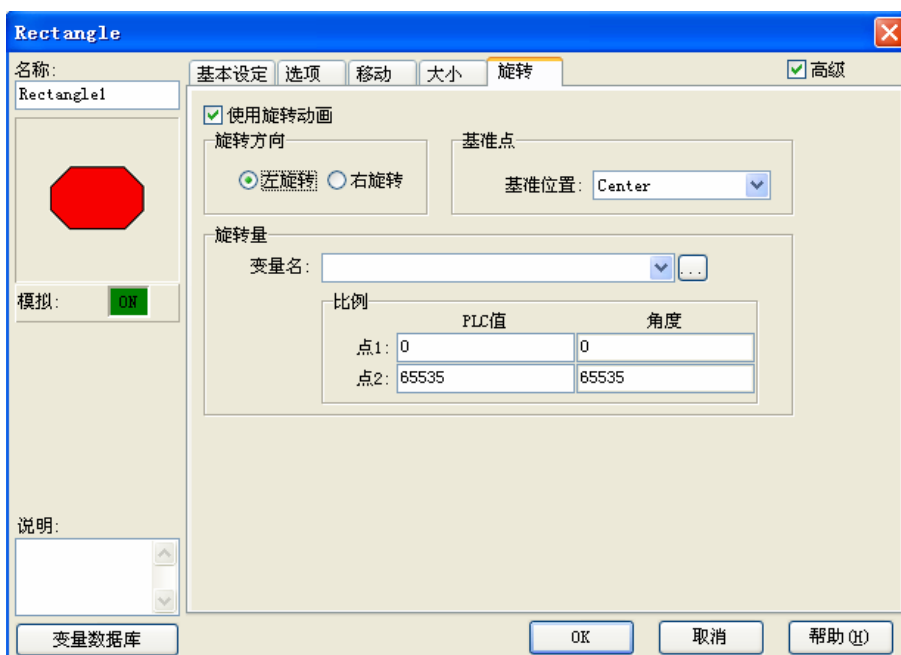 Rectangle
名称:
Rectangle1
基本设定 选项 移动 大小 旋转
高级
使用旋转动画
旋转方向
左旋转 右旋转
基准点
基准位置: Center
旋转量
变量名: ...
比例
PLC值 角度
点1: 0 0
点2: 65535 65535
模拟: ON
说明:
变量数据库
OK 取消 帮助(H)